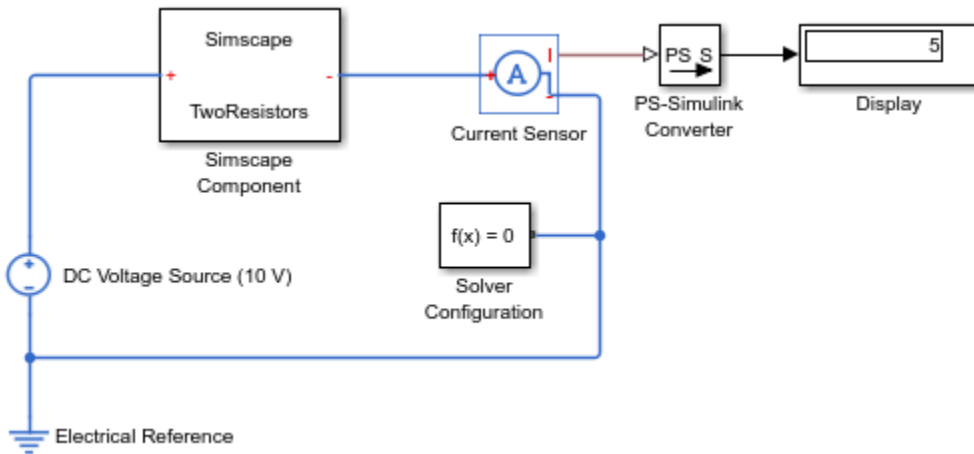 Simscape
TwoResistors
Simscape
Component
+
-
A
I
+
-
Current Sensor
PS S
PS-Simulink
Converter
5
Display
f(x) = 0
Solver
Configuration
+
-
DC Voltage Source (10 V)
Electrical Reference